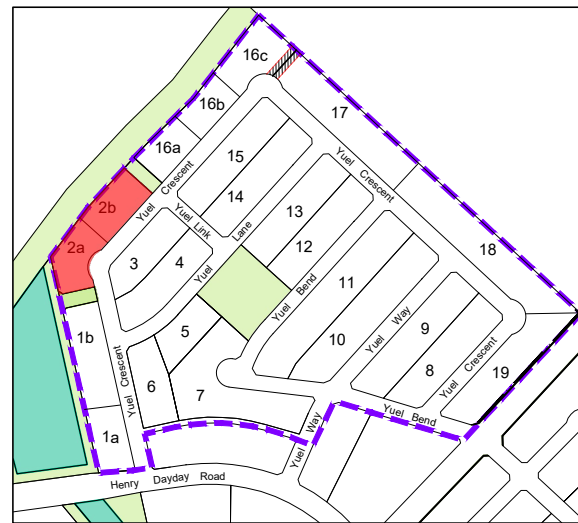 16c
16b
17
16a
15
Yuel Crescent
2b
Yuel Crescent
14
13
Yuel Link
Lane
2a
12
18
3
4
Yuel
11
Yuel Bend
1b
5
Yuel Way
9
10
Yuel Crescent
6
8
Yuel Crescent
19
7
Yuel Bend
1a
Yuel Way
Henry Dayday Road